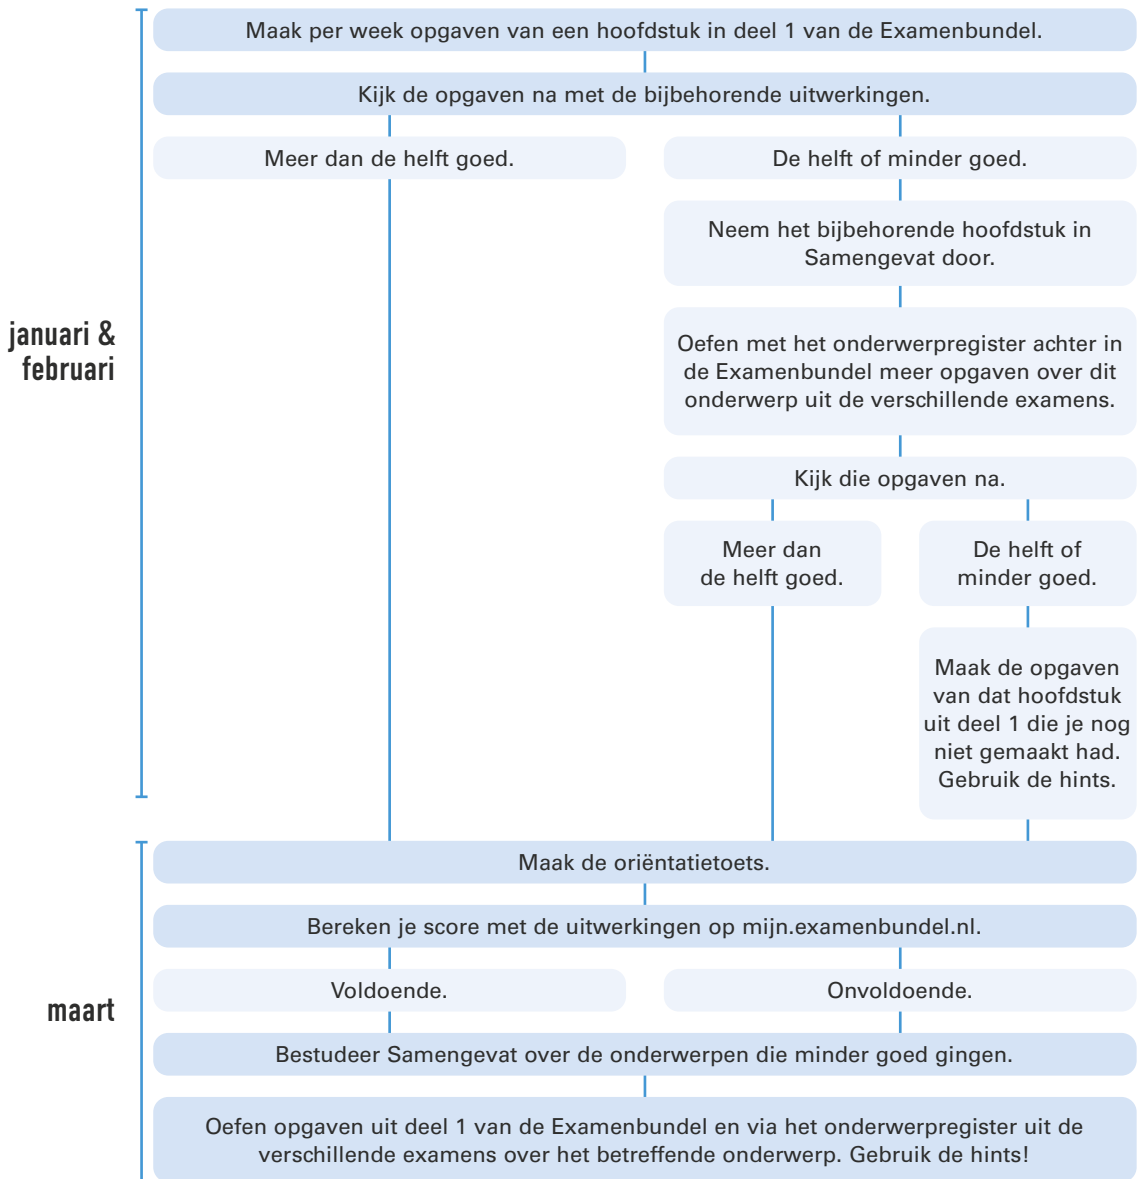 Maak per week opgaven van een hoofdstuk in deel 1 van de Examenbundel.
Kijk de opgaven na met de bijbehorende uitwerkingen.
Meer dan de helft goed.
De helft of minder goed.
Neem het bijbehorende hoofdstuk in
Samengevat door.
januari &
februari
Oefen met het onderwerpregister achter in
de Examenbundel meer opgaven over dit
onderwerp uit de verschillende examens.
Kijk die opgaven na.
Meer dan
de helft goed.
De helft of
minder goed.
Maak de opgaven
van dat hoofdstuk
uit deel 1 die je nog
niet gemaakt had.
Gebruik de hints.
Maak de oriëntatietoets.
Bereken je score met de uitwerkingen op mijn.examenbundel.nl.
maart
Voldoende.
Onvoldoende.
Bestudeer Samengevat over de onderwerpen die minder goed gingen.
Oefen opgaven uit deel 1 van de Examenbundel en via het onderwerpregister uit de
verschillende examens over het betreffende onderwerp. Gebruik de hints!